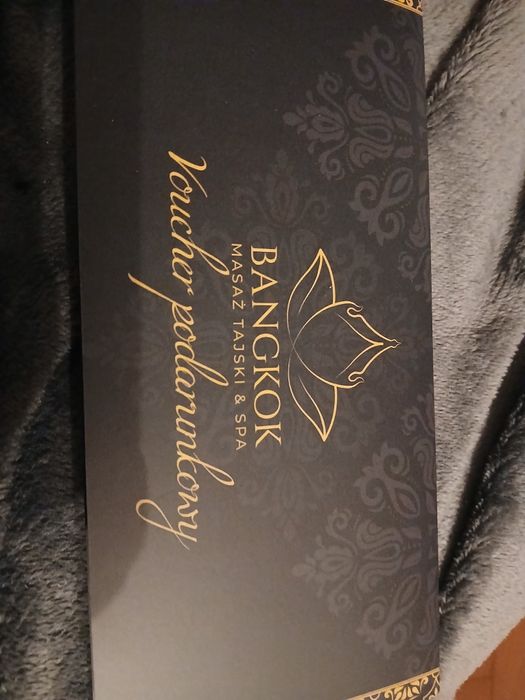 BANGKOK
MASAŻ TAJSKI & SPA
Voucher podarunkowy